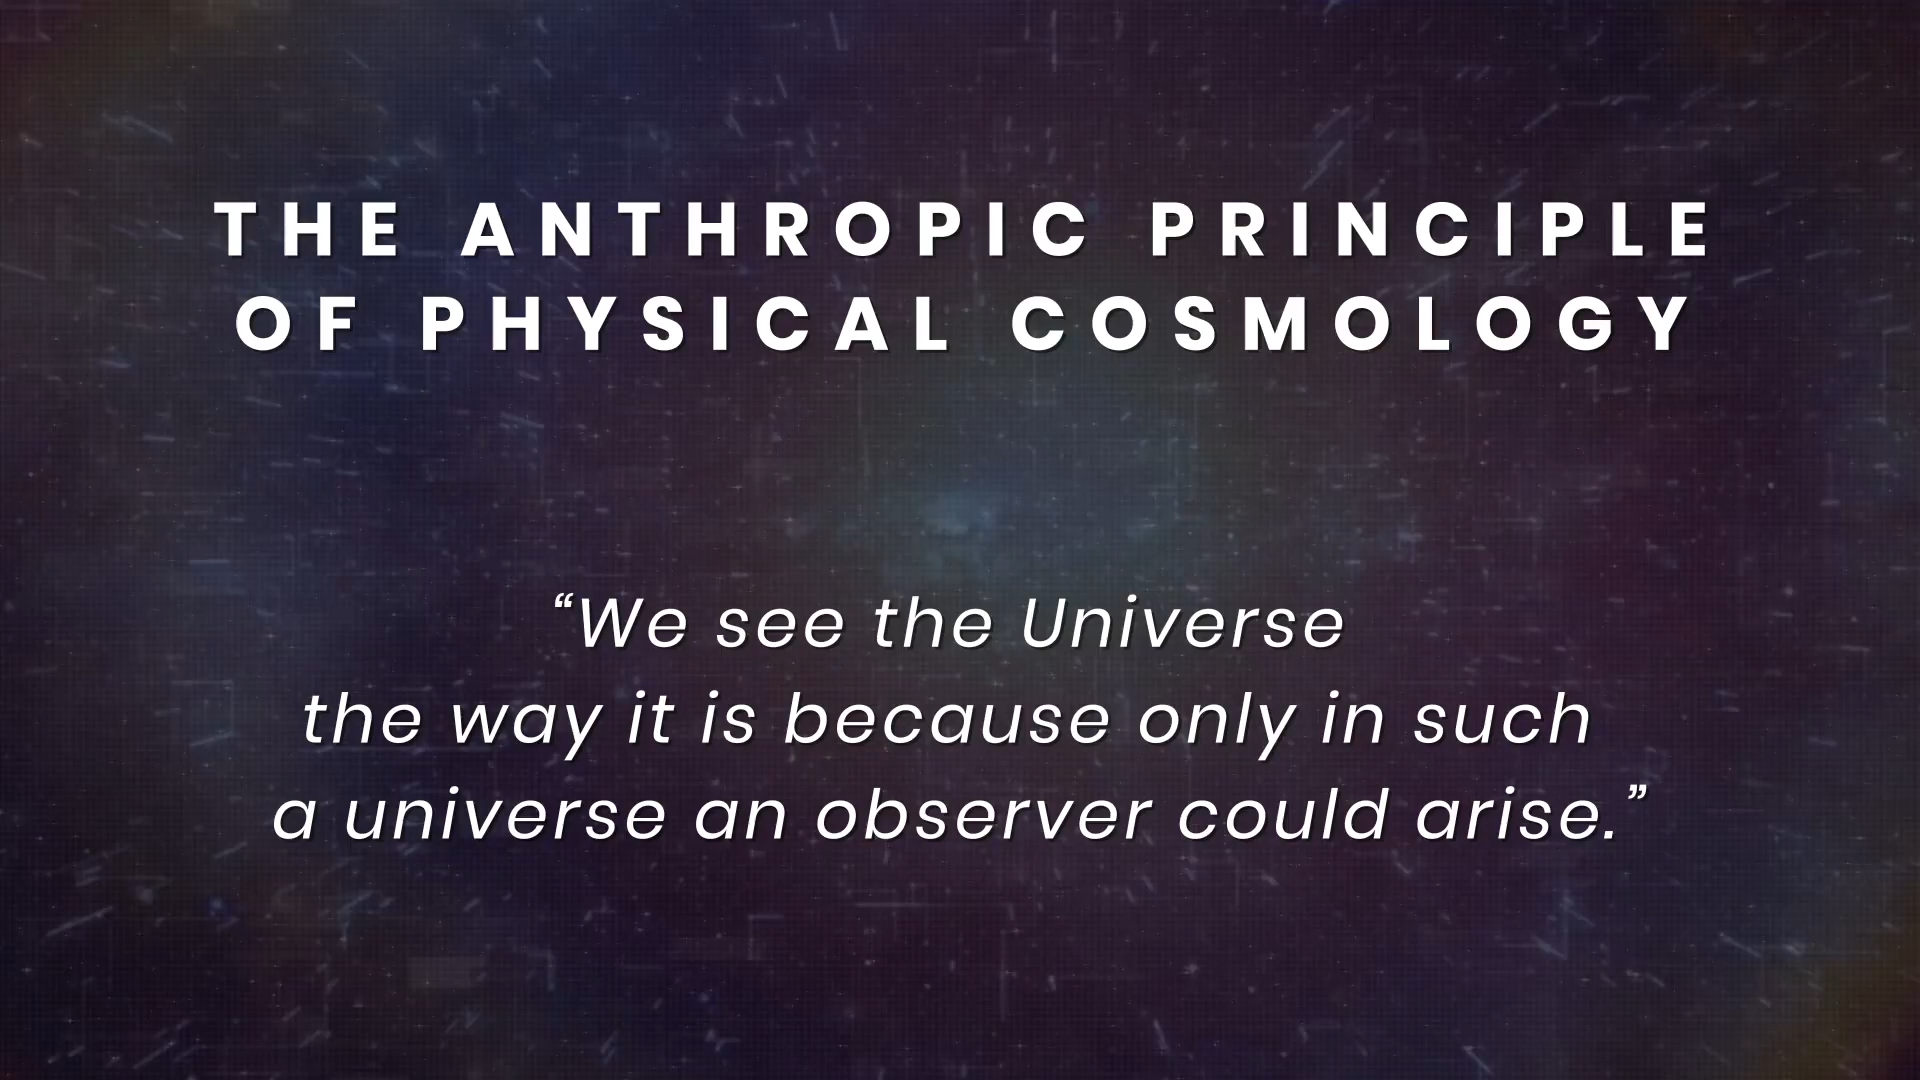 THE ANTHROPIC PRINCIPLE
OF PHYSICAL COSMOLOGY
“We see the Universe
the way it is because only in such
a universe an observer could arise.”